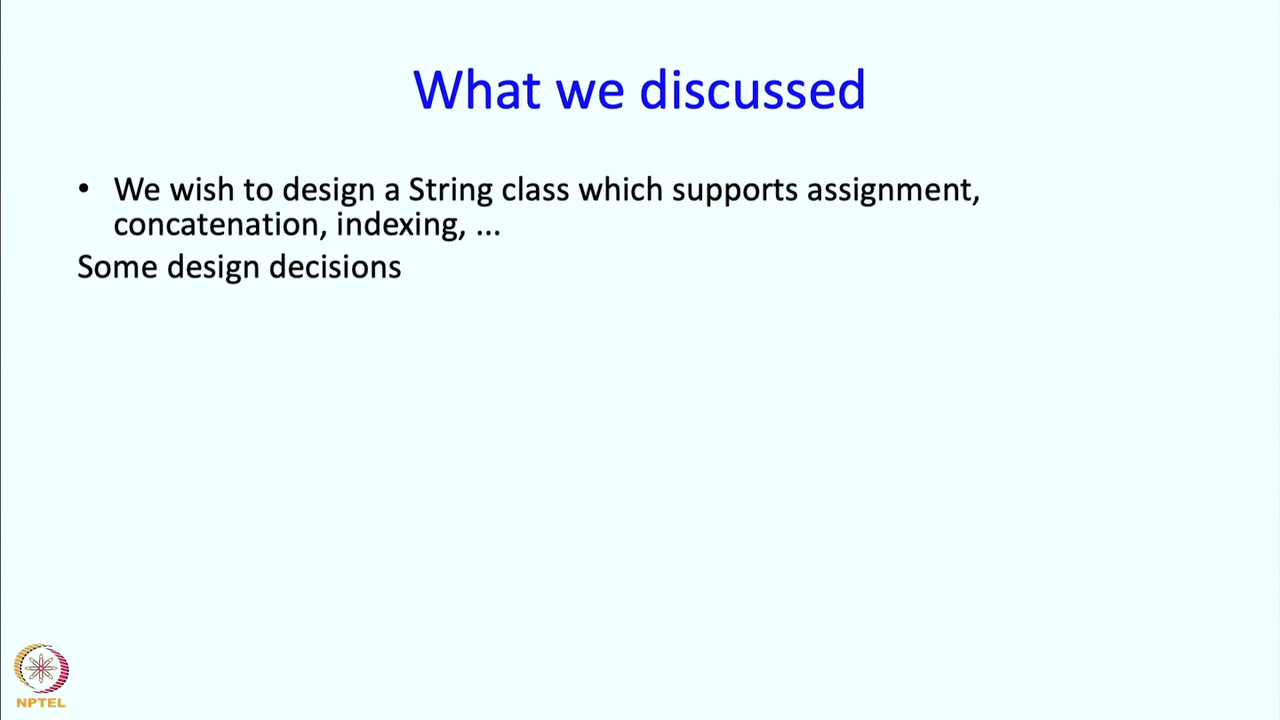 What we discussed
• We wish to design a String class which supports assignment,
concatenation, indexing, ...
Some design decisions
NPTEL